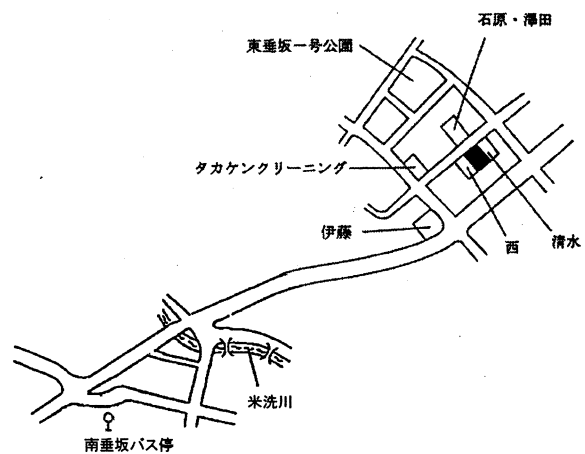 石原・澤田
東垂坂一号公園
タカケンクリーニング
伊藤
西
清水
米洗川
南垂坂バス停